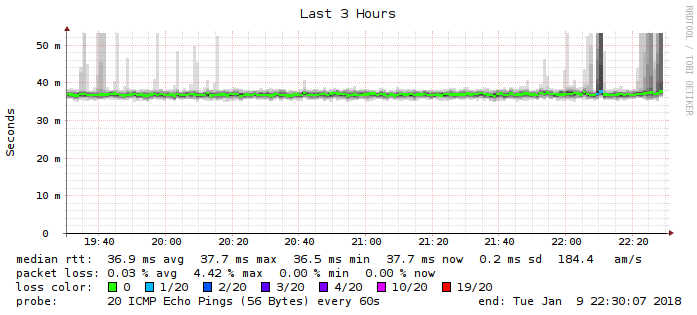 Last 3 Hours
RRDTOOL / TOBI OETIKER
Seconds
50 m
40 m
30 m
20 m
10 m
0
19:40 20:00 20:20 20:40 21:00 21:20 21:40 22:00 22:20
median rtt: 36.9 ms avg 37.7 ms max 36.5 ms min 37.7 ms now 0.2 ms sd 184.4 am/s
packet loss: 0.03 % avg 4.42 % max 0.00 % min 0.00 % now
loss color: 0 1/20 2/20 3/20 4/20 10/20 19/20
probe: 20 ICMP Echo Pings (56 Bytes) every 60s end: Tue Jan 9 22:30:07 2018